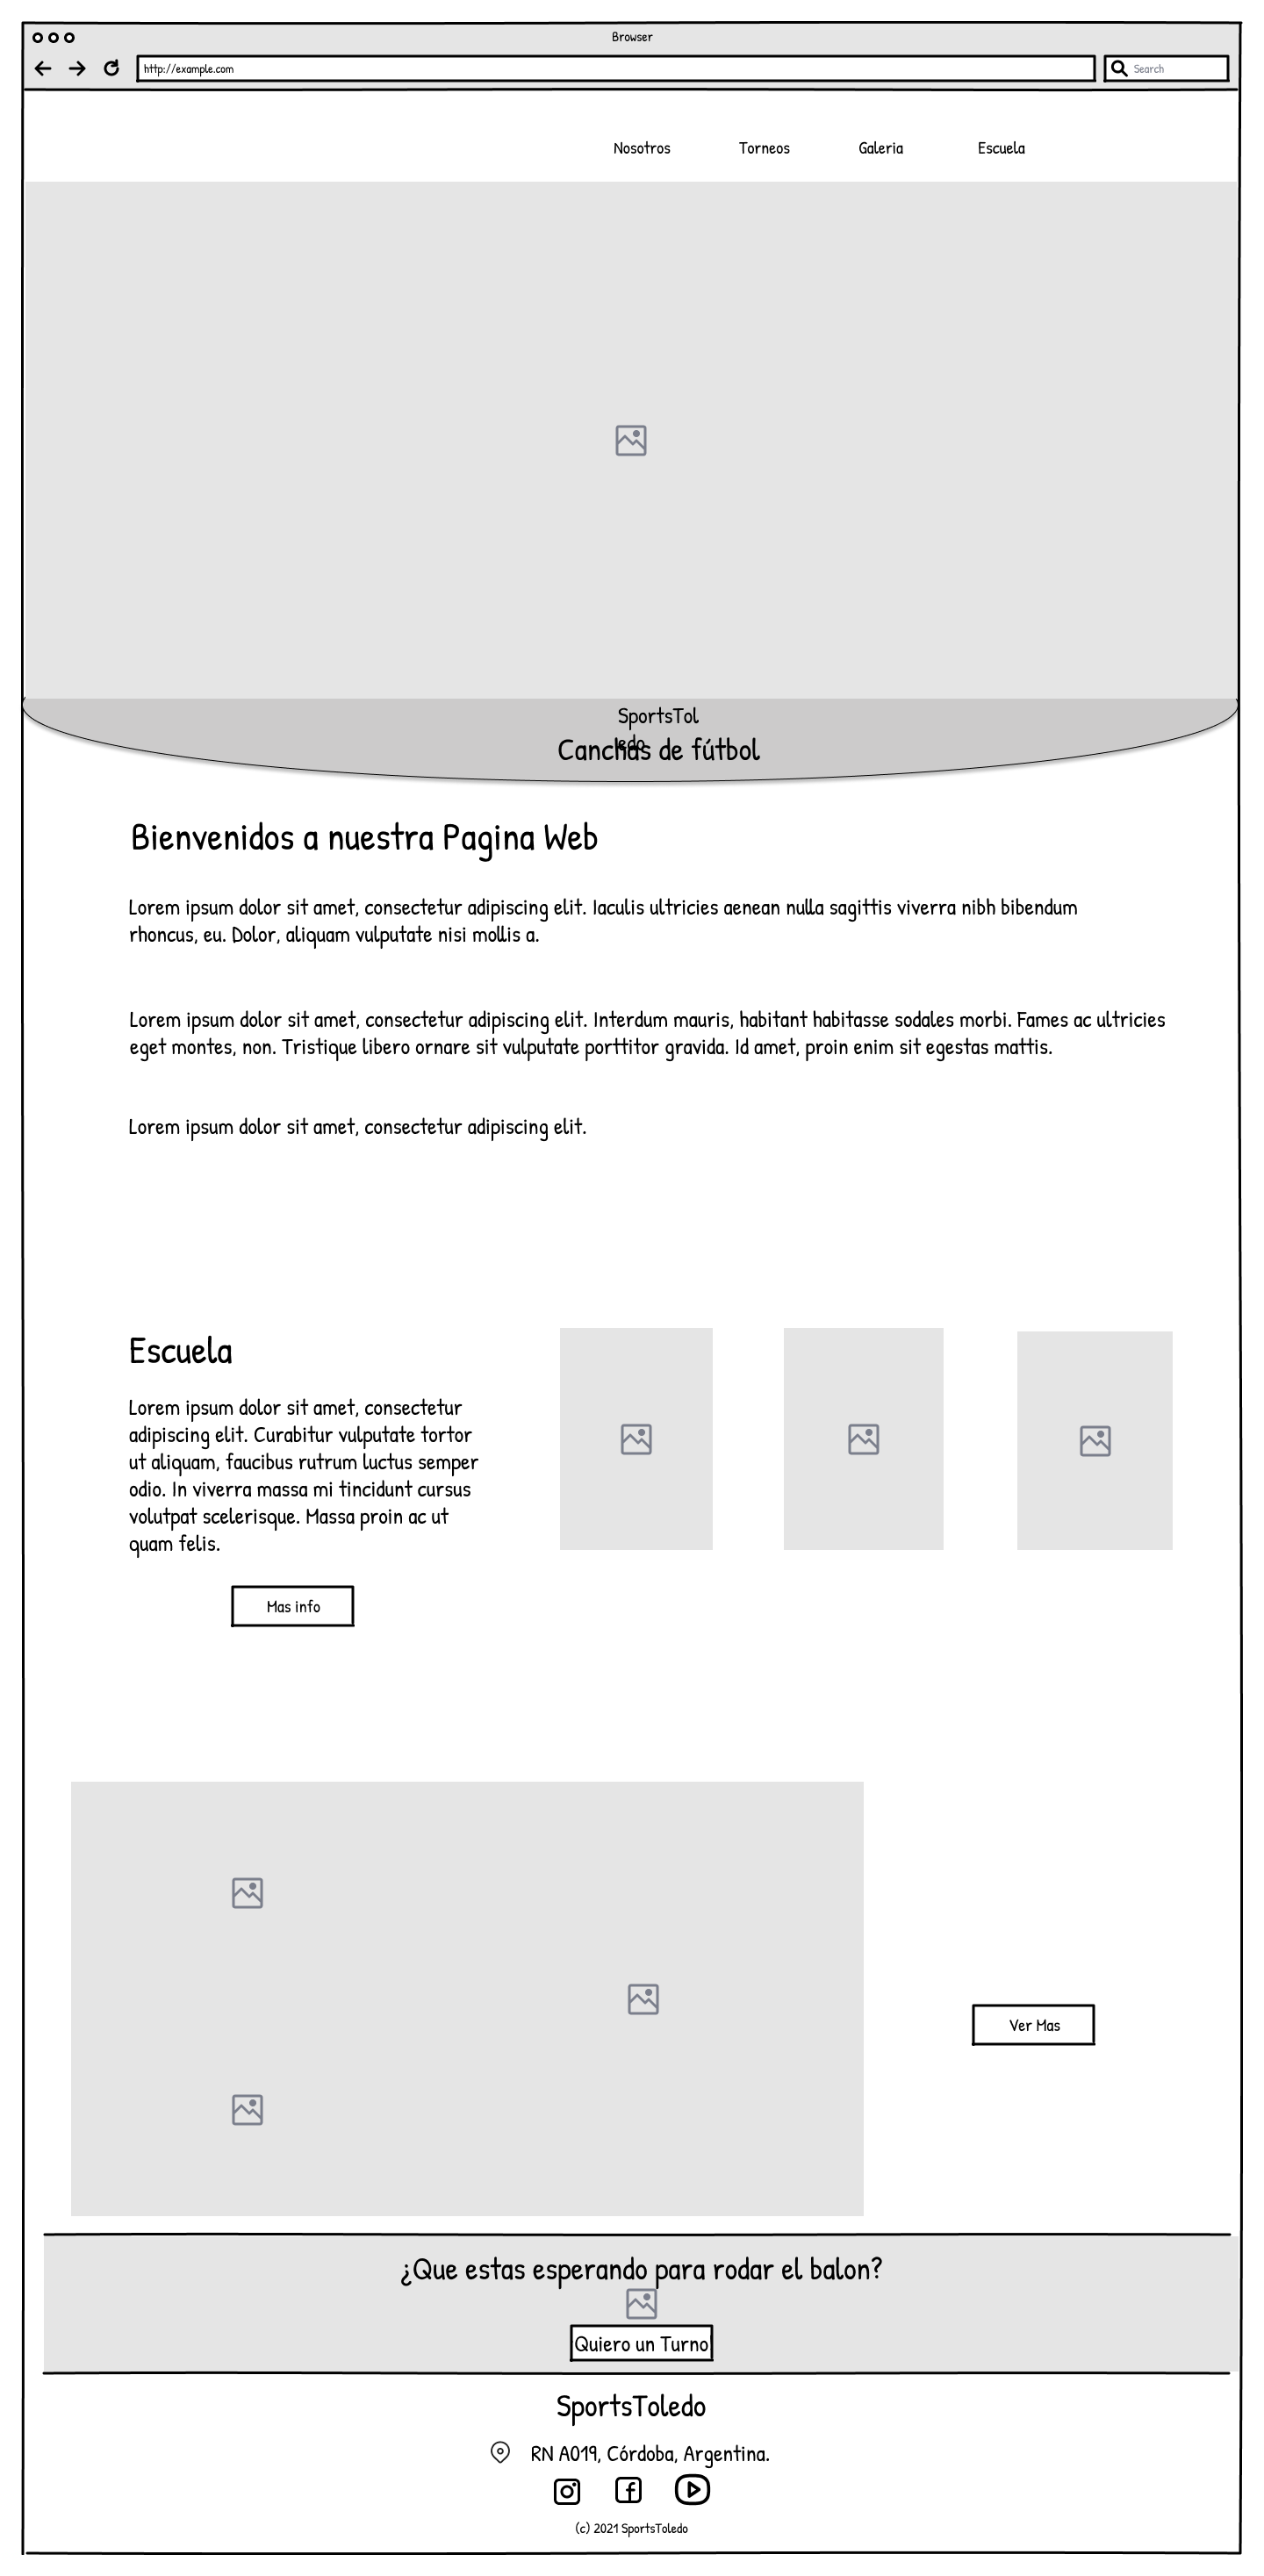 Browser
http://example.com
Search
Nosotros Torneos Galeria Escuela
SportsTol
edo
Canchas de fútbol
Bienvenidos a nuestra Pagina Web
Lorem ipsum dolor sit amet, consectetur adipiscing elit. Iaculis ultricies aenean nulla sagittis viverra nibh bibendum
rhoncus, eu. Dolor, aliquam vulputate nisi mollis a.
Lorem ipsum dolor sit amet, consectetur adipiscing elit. Interdum mauris, habitant habitasse sodales morbi. Fames ac ultricies
eget montes, non. Tristique libero ornare sit vulputate porttitor gravida. Id amet, proin enim sit egestas mattis.
Lorem ipsum dolor sit amet, consectetur adipiscing elit.
Escuela
Lorem ipsum dolor sit amet, consectetur
adipiscing elit. Curabitur vulputate tortor
ut aliquam, faucibus rutrum luctus semper
odio. In viverra massa mi tincidunt cursus
volutpat scelerisque. Massa proin ac ut
quam felis.
Mas info
Ver Mas
¿Que estas esperando para rodar el balon?
Quiero un Turno
SportsToledo
RN A019, Córdoba, Argentina.
(c) 2021 SportsToledo